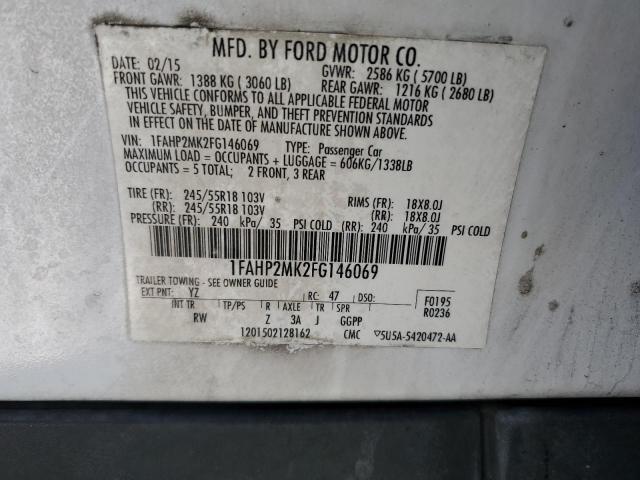 MFD. BY FORD MOTOR CO.
DATE: 02/15 GVWR: 2586 KG ( 5700 LB)
FRONT GAWR: 1388 KG ( 3060 LB) REAR GAWR: 1216 KG ( 2680 LB)
THIS VEHICLE CONFORMS TO ALL APPLICABLE FEDERAL MOTOR
VEHICLE SAFETY, BUMPER, AND THEFT PREVENTION STANDARDS
IN EFFECT ON THE DATE OF MANUFACTURE SHOWN ABOVE.
VIN: 1FAHP2MK2FG146069 TYPE: Passenger Car
MAXIMUM LOAD = OCCUPANTS + LUGGAGE = 606KG/1338LB
OCCUPANTS = 5 TOTAL; 2 FRONT, 3 REAR
TIRE (FR): 245/55R18 103V RIMS (FR): 18X8.0J
(RR): 245/55R18 103V (RR): 18X8.0J
PRESSURE (FR): 240 kPa/ 35 PSI COLD (RR): 240 kPa/ 35 PSI COLD
1FAHP2MK2FG146069
TRAILER TOWING - SEE OWNER GUIDE
EXT PNT: YZ RC: 47 DSO: F0195
INT TR TP/PS R AXLE TR SPR R0236
RW Z 3A J GGPP
1201502128162 CMC ▽5U5A-5420472-AA